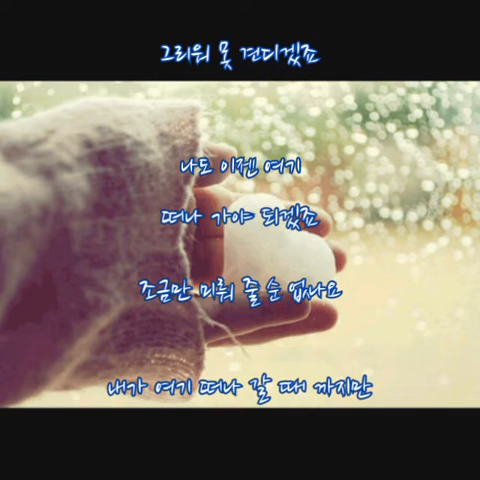 그리워 못 견디겠죠
나도 이젠 여기
떠나 가야 되겠죠
조금만 미뤄 줄 순 없나요
내가 여기 떠나 갈 때 까지만